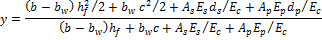 y = \frac{(b - b_w) h_f^2/2 + b_w c^2/2 + A_s E_s d_s/E_c + A_p E_p d_p/E_c}{(b - b_w)h_f + b_w c + A_s E_s/E_c + A_p E_p/E_c}